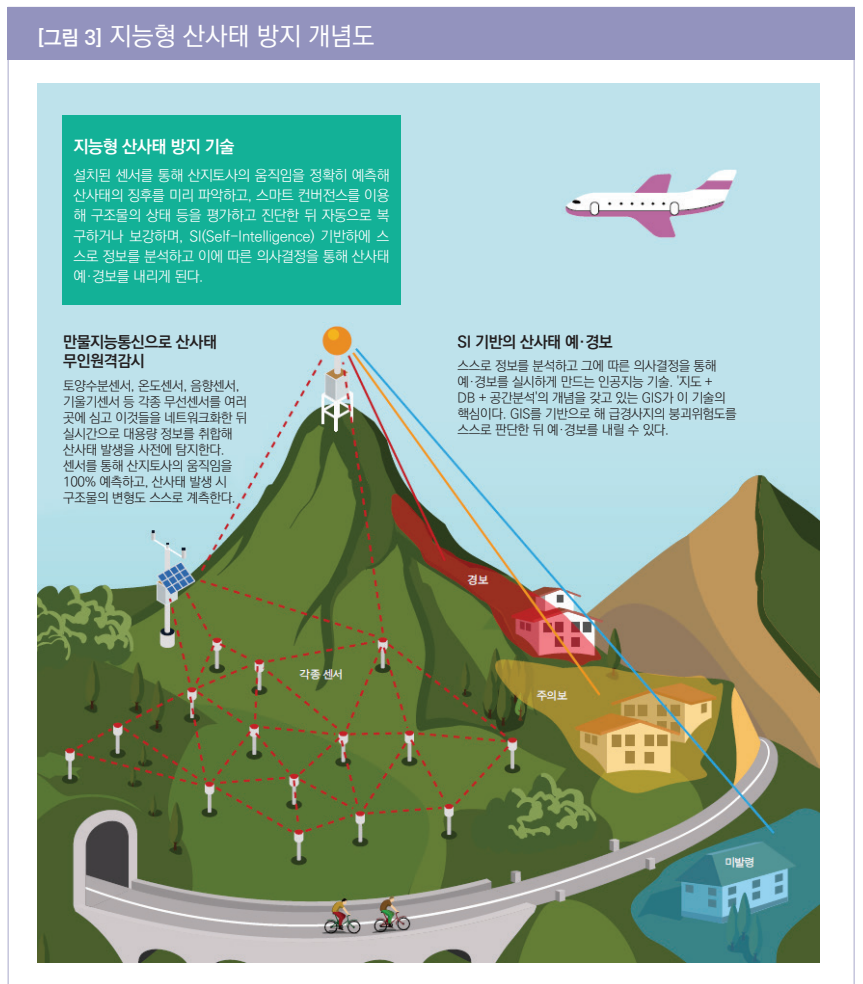 [그림 3] 지능형 산사태 방지 개념도
지능형 산사태 방지 기술
설치된 센서를 통해 산지토사의 움직임을 정확히 예측해
산사태의 징후를 미리 파악하고, 스마트 컨버전스를 이용
해 구조물의 상태 등을 평가하고 진단한 뒤 자동으로 복
구하거나 보강하며, SI(Self-Intelligence) 기반하에 스
스로 정보를 분석하고 이에 따른 의사결정을 통해 산사태
예·경보를 내리게 된다.
만물지능통신으로 산사태
무인원격감시
토양수분센서, 온도센서, 음향센서,
기울기센서 등 각종 무선센서를 여러
곳에 심고 이것들을 네트워크화한 뒤
실시간으로 대용량 정보를 취합해
산사태 발생을 사전에 탐지한다.
센서를 통해 산지토사의 움직임을
100% 예측하고, 산사태 발생 시
구조물의 변형도 스스로 계측한다.
SI 기반의 산사태 예·경보
스스로 정보를 분석하고 그에 따른 의사결정을 통해
예·경보를 실시하게 만드는 인공지능 기술. '지도 +
DB + 공간분석'의 개념을 갖고 있는 GIS가 이 기술의
핵심이다. GIS를 기반으로 해 급경사지의 붕괴위험도를
스스로 판단한 뒤 예·경보를 내릴 수 있다.
경보
각종 센서
주의보
미발령